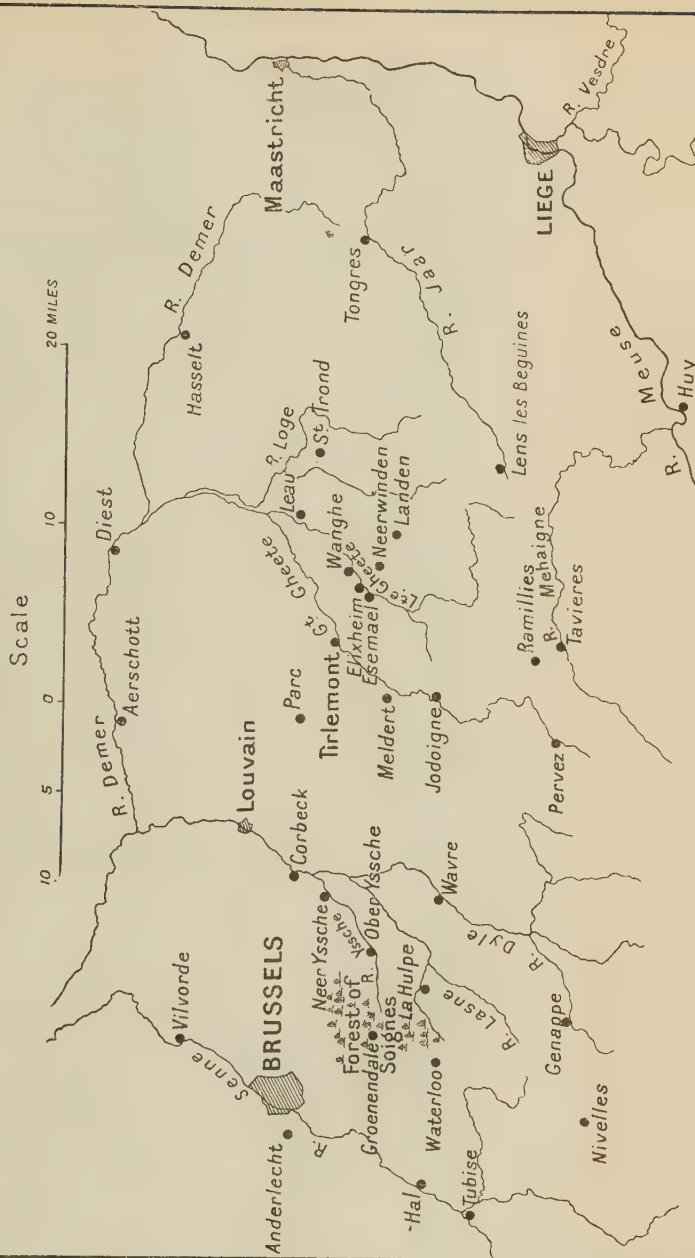 Scale
10
5
0
10
20 MILES
R. Demer
Aerschott
Diest
Hasselt
R. Demer
Maastricht
Vilvorde
Senne
R.
BRUSSELS
Anderlecht
Louvain
Corbeck
Parc
Tirlemont
Gt. Gheete
Leau
R. Loge
St. Trond
Tongres
R. Jaar
Neer Yssche
R. Yssche
Ober Yssche
Forest of
Soignes
Groenendale
La Hulpe
Waterloo
Hal
Tubise
Wanghe
Elixheim
Esemael
Lte Gheete
Neerwinden
Landen
Meldert
Jodoigne
Wavre
R. Dyle
R. Lasne
Genappe
Nivelles
Pervez
Ramillies
R. Mehaigne
Tavieres
Lens les Beguines
LIEGE
R. Vesdre
R. Meuse
Huy